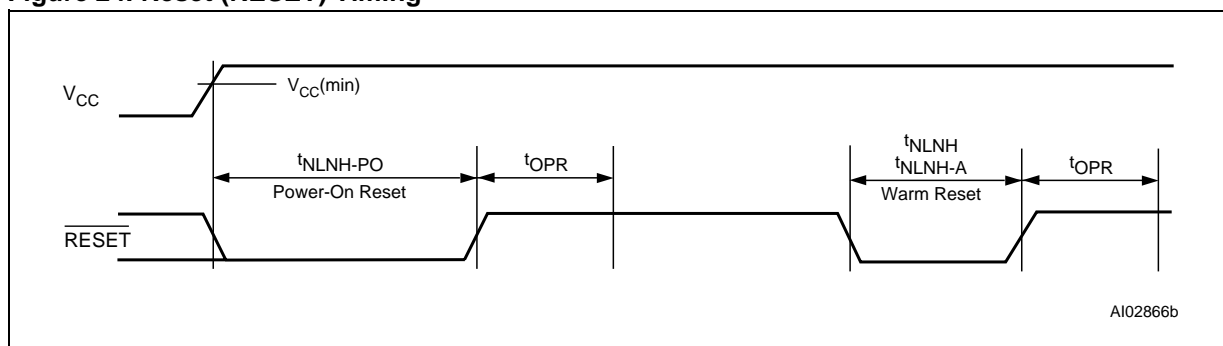 Figure 24. Reset (RESET) Timing
VCC
VCC(min)
tNLNH-PO
Power-On Reset
tOPR
tNLNH
tNLNH-A
Warm Reset
tOPR
RESET
AI02866b